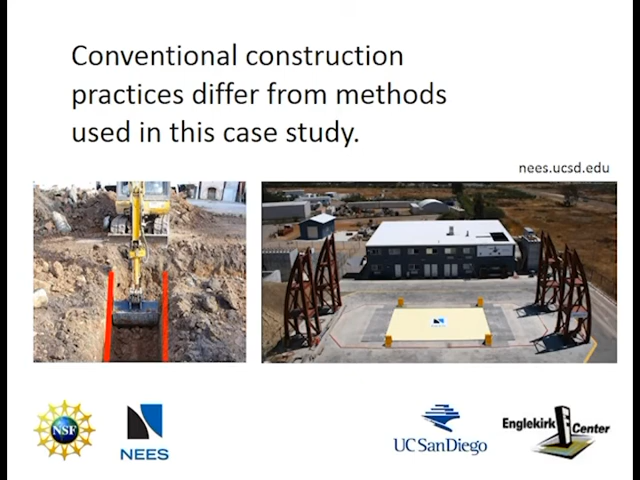 Conventional construction
practices differ from methods
used in this case study.
nees.ucsd.edu
NSF
NEES
UC San Diego
Englekirk Center